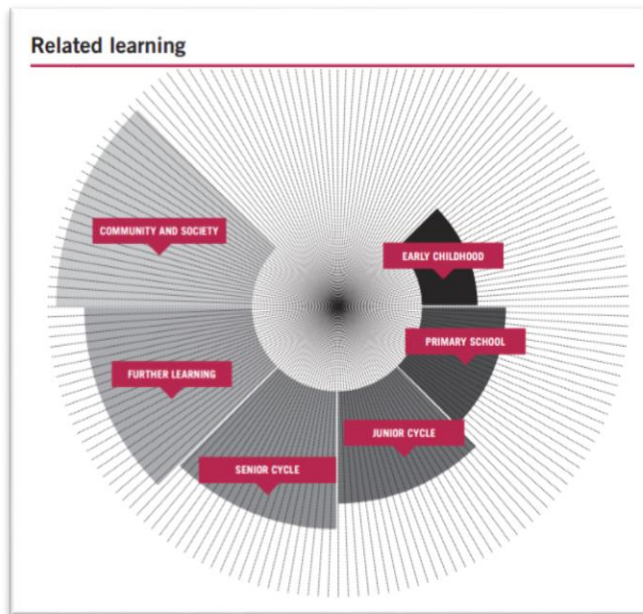 Related learning
COMMUNITY AND SOCIETY
EARLY CHILDHOOD
PRIMARY SCHOOL
FURTHER LEARNING
JUNIOR CYCLE
SENIOR CYCLE